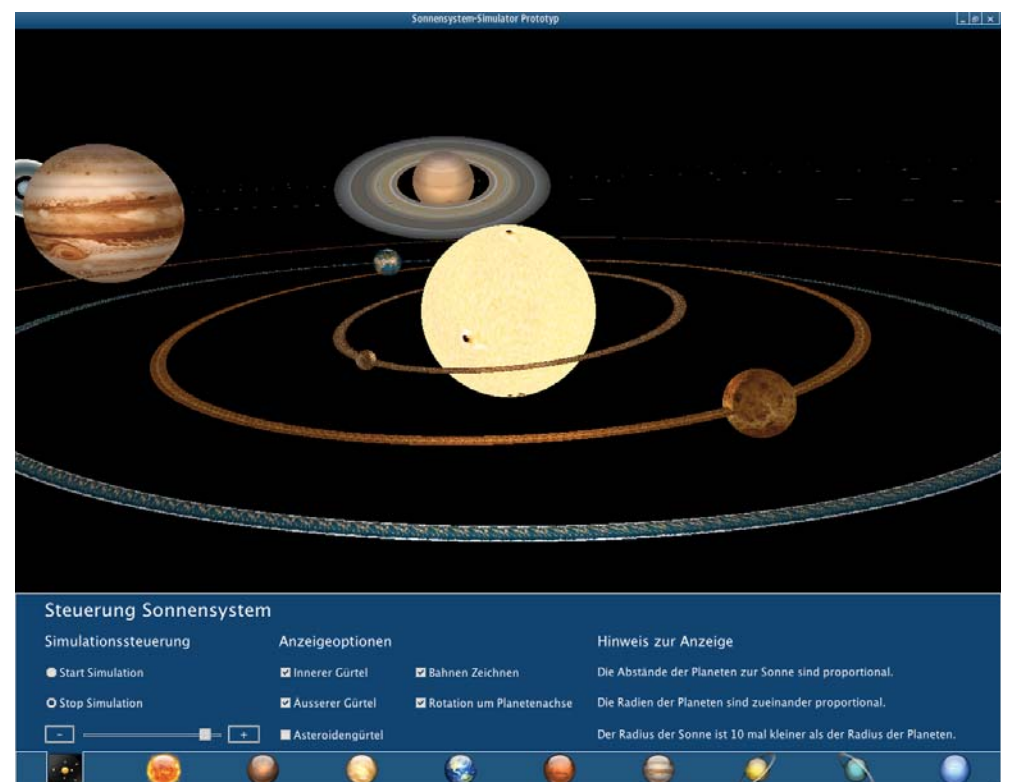 Sonnensystem-Simulator Prototyp
Steuerung Sonnensystem
Simulationssteuerung
Start Simulation
Stop Simulation
- +
Anzeigeoptionen
Innerer Gürtel
Äusserer Gürtel
Asteroidengürtel
Bahnen Zeichnen
Rotation um Planetenachse
Hinweis zur Anzeige
Die Abstände der Planeten zur Sonne sind proportional.
Die Radien der Planeten sind zueinander proportional.
Der Radius der Sonne ist 10 mal kleiner als der Radius der Planeten.